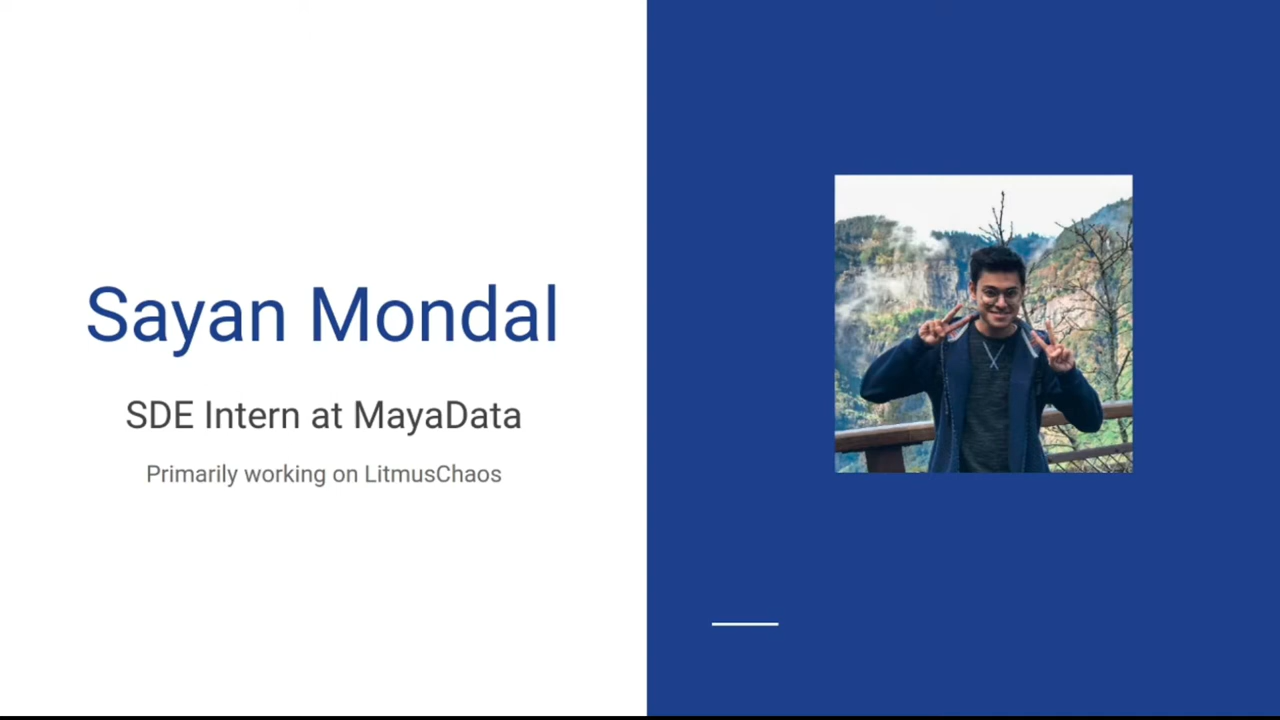 Sayan Mondal
SDE Intern at MayaData
Primarily working on LitmusChaos